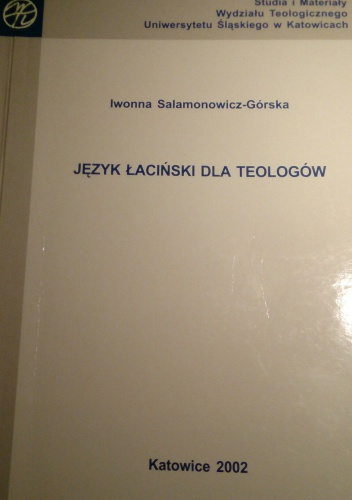 Studia i Materiały
Wydziału Teologicznego
Uniwersytetu Śląskiego w Katowicach
Iwonna Salamonowicz-Górska
JĘZYK ŁACIŃSKI DLA TEOLOGÓW
Katowice 2002